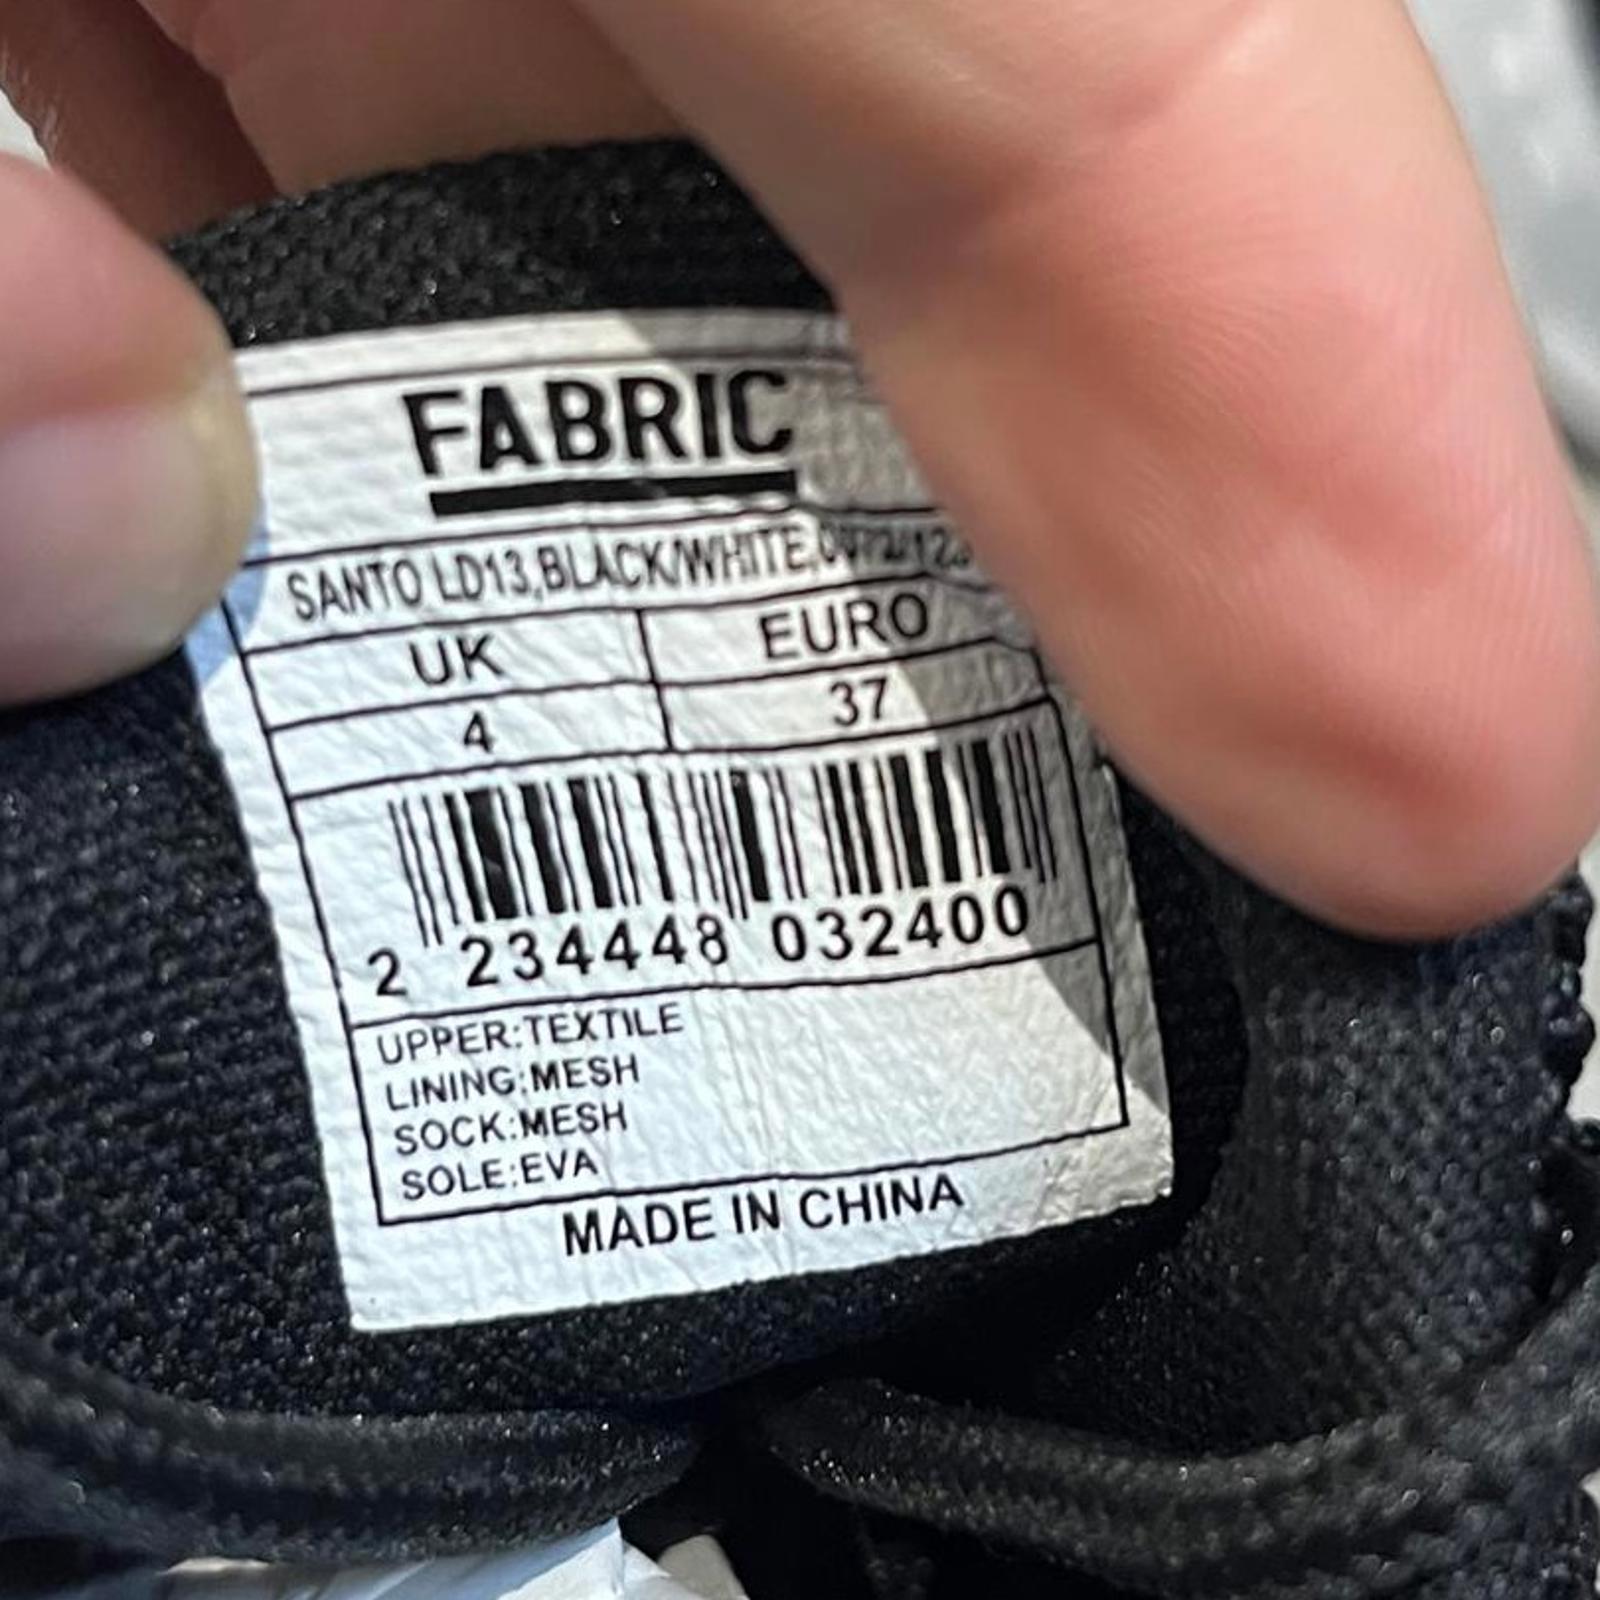 FABRIC
SANTO LD13,BLACK/WHITE,
UK EURO
4 37
2 234448 032400
UPPER:TEXTILE
LINING:MESH
SOCK:MESH
SOLE:EVA
MADE IN CHINA